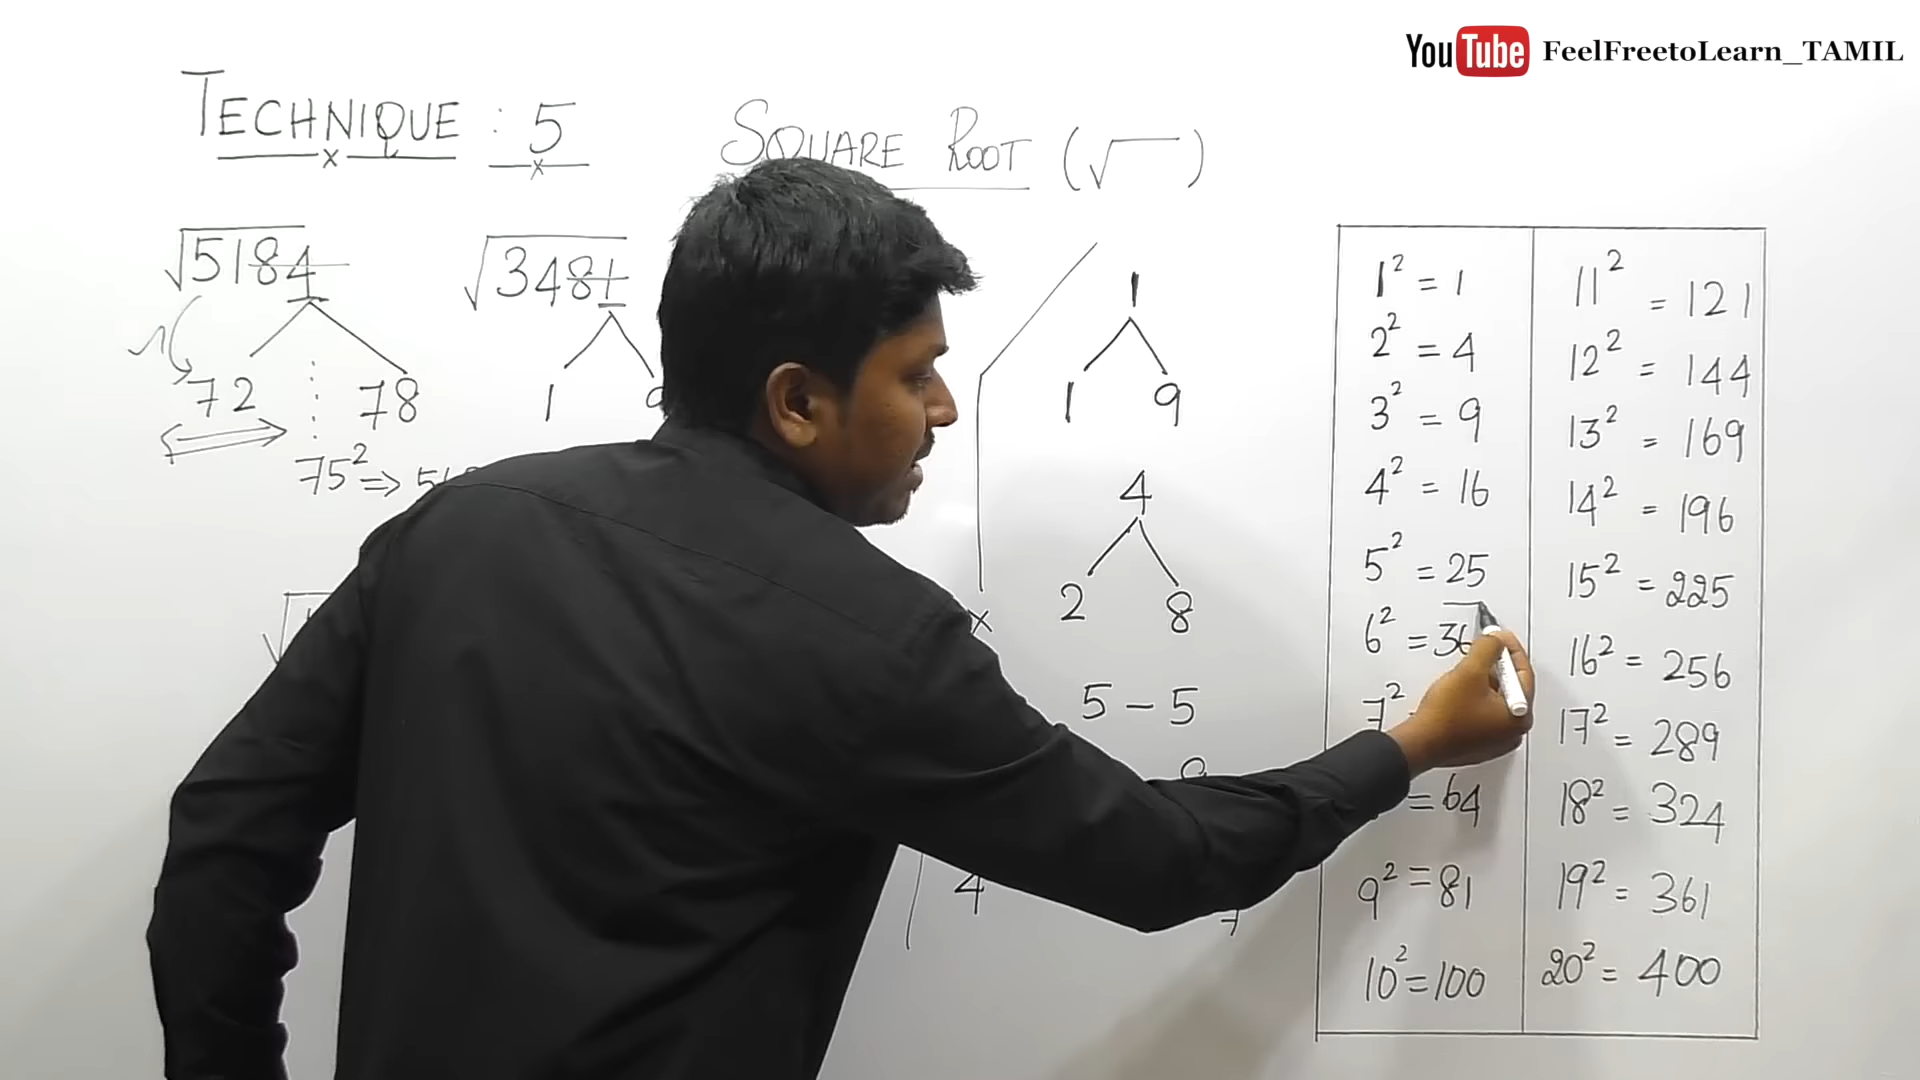 YouTube FeelFreetoLearn_TAMIL
TECHNIQUE : 5
SQUARE ROOT (√ )
√5184
72 78
75² =>
√3481
1
1
1 9
4
2 8
5 - 5
4
1² = 1
2² = 4
3² = 9
4² = 16
5² = 25
6² = 36
7²
= 64
9² = 81
10² = 100
11² = 121
12² = 144
13² = 169
14² = 196
15² = 225
16² = 256
17² = 289
18² = 324
19² = 361
20² = 400